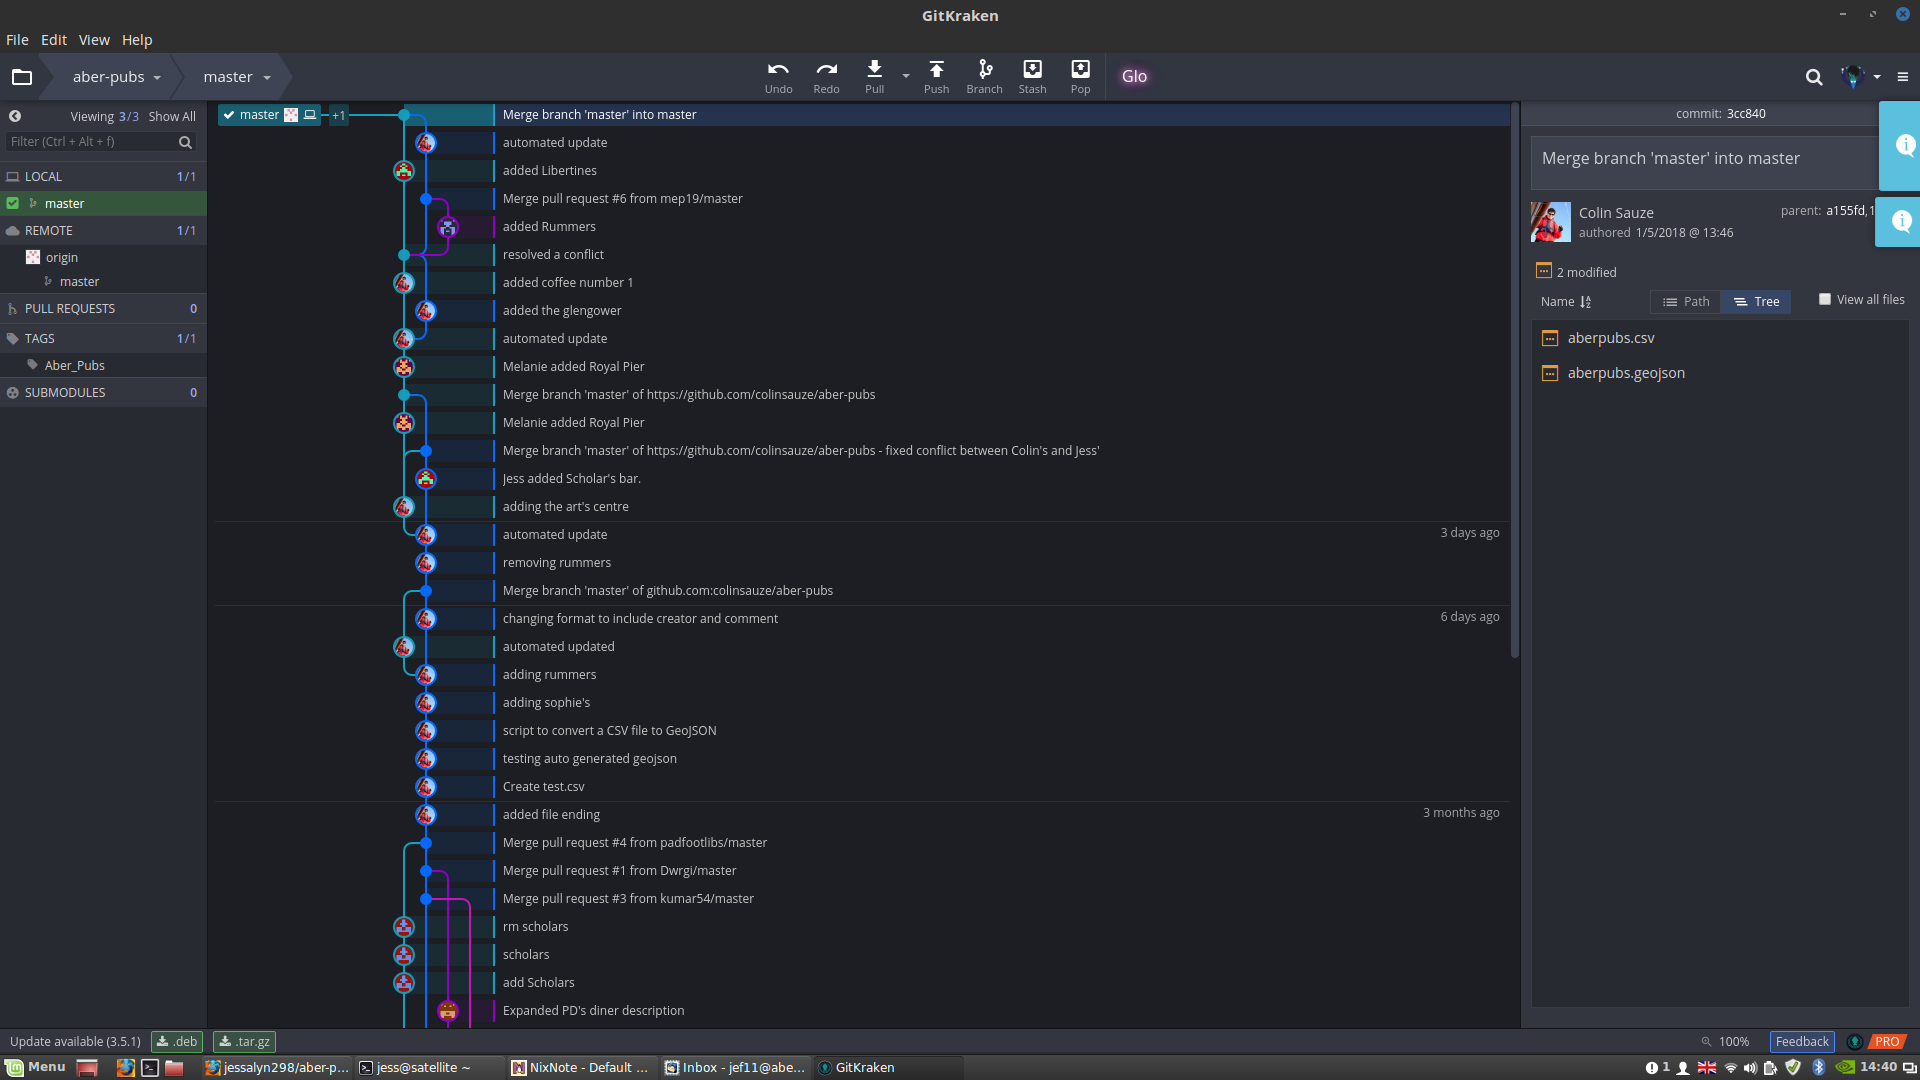 GitKraken
File Edit View Help
aber-pubs master Undo Redo Pull Push Branch Stash Pop Glo
Viewing 3/3 Show All
Filter (Ctrl + Alt + f)
LOCAL 1/1
master
REMOTE 1/1
origin
master
PULL REQUESTS 0
TAGS 1/1
Aber_Pubs
SUBMODULES 0
master +1 Merge branch 'master' into master
automated update
added Libertines
Merge pull request #6 from mep19/master
added Rummers
resolved a conflict
added coffee number 1
added the glengower
automated update
Melanie added Royal Pier
Merge branch 'master' of https://github.com/colinsauze/aber-pubs
Melanie added Royal Pier
Merge branch 'master' of https://github.com/colinsauze/aber-pubs - fixed conflict between Colin's and Jess'
Jess added Scholar's bar.
adding the art's centre
automated update 3 days ago
removing rummers
Merge branch 'master' of github.com:colinsauze/aber-pubs
changing format to include creator and comment 6 days ago
automated updated
adding rummers
adding sophie's
script to convert a CSV file to GeoJSON
testing auto generated geojson
Create test.csv
added file ending 3 months ago
Merge pull request #4 from padfootlibs/master
Merge pull request #1 from Dwrgi/master
Merge pull request #3 from kumar54/master
rm scholars
scholars
add Scholars
Expanded PD's diner description
commit: 3cc840
Merge branch 'master' into master
Colin Sauze parent: a155fd,1
authored 1/5/2018 @ 13:46
2 modified
Name Path Tree View all files
aberpubs.csv
aberpubs.geojson
Update available (3.5.1) .deb .tar.gz 100% Feedback PRO
Menu jessalyn298/aber-p... jess@satellite ~ NixNote - Default ... Inbox - jef11@abe... GitKraken 1 14:40